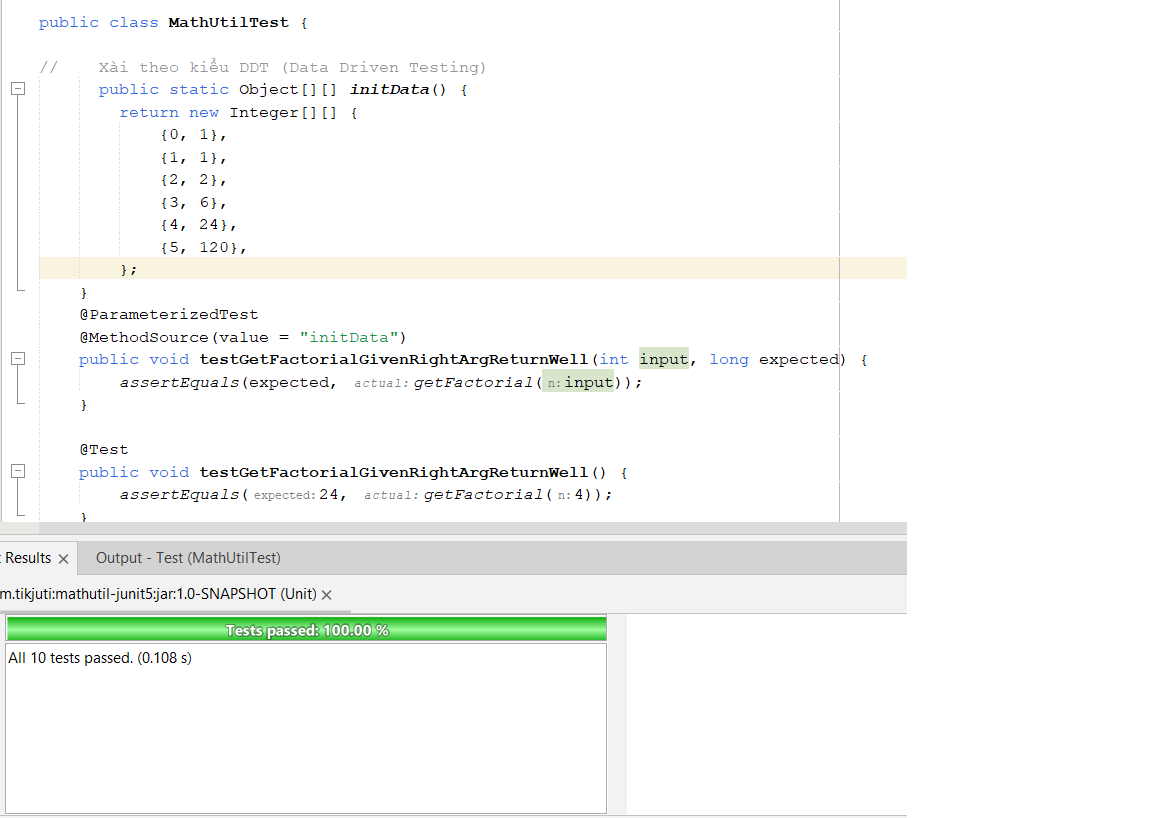 public class MathUtilTest {
// Xài theo kiểu DDT (Data Driven Testing)
public static Object[][] initData() {
return new Integer[][] {
{0, 1},
{1, 1},
{2, 2},
{3, 6},
{4, 24},
{5, 120},
};
}
@ParameterizedTest
@MethodSource(value = "initData")
public void testGetFactorialGivenRightArgReturnWell(int input, long expected) {
assertEquals(expected, actual: getFactorial( n: input));
}
@Test
public void testGetFactorialGivenRightArgReturnWell() {
assertEquals( expected: 24, actual: getFactorial( n: 4));
}
Results Output - Test (MathUtilTest)
m.tikjuti:mathutil-junit5:jar:1.0-SNAPSHOT (Unit)
Tests passed: 100.00 %
All 10 tests passed. (0.108 s)